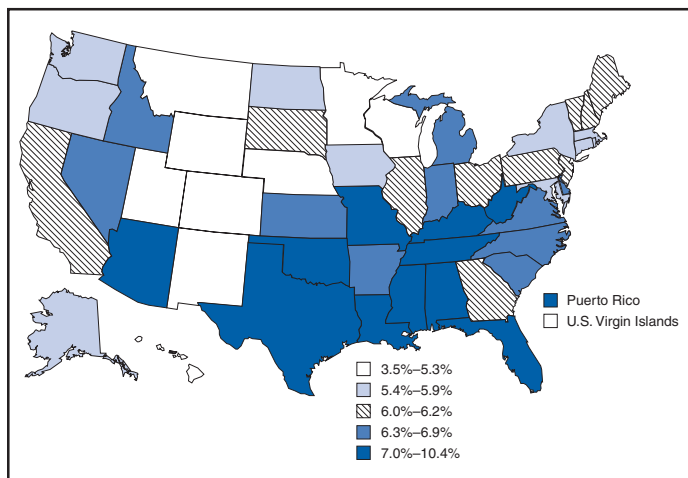 Puerto Rico
U.S. Virgin Islands
3.5%–5.3%
5.4%–5.9%
6.0%–6.2%
6.3%–6.9%
7.0%–10.4%